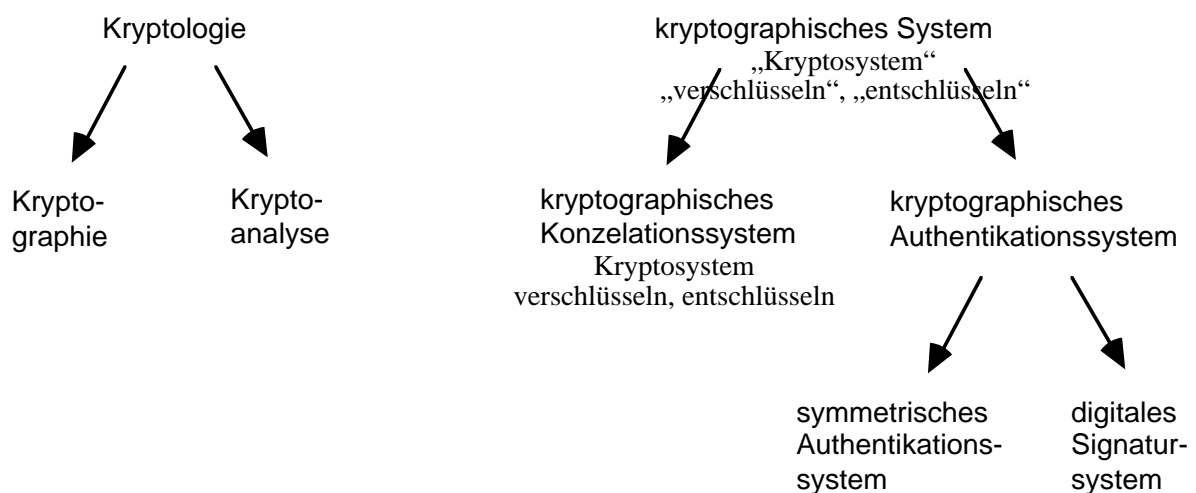 Kryptologie
Krypto-
graphie
Krypto-
analyse
kryptographisches System
„Kryptosystem“
„verschlüsseln“, „entschlüsseln“
kryptographisches
Konzelationssystem
Kryptosystem
verschlüsseln, entschlüsseln
kryptographisches
Authentikationssystem
symmetrisches
Authentikations-
system
digitales
Signatur-
system